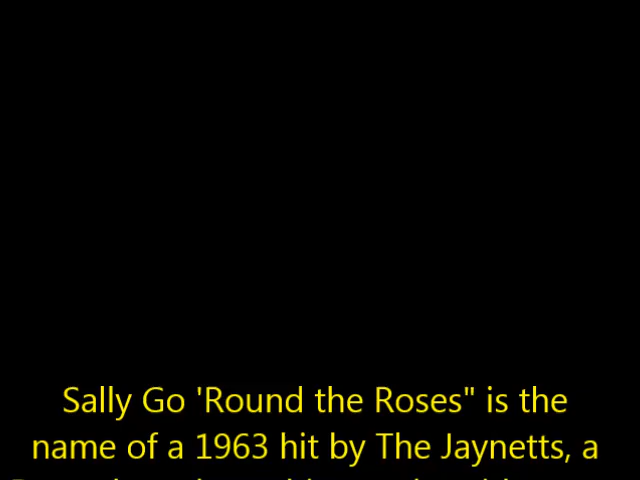 Sally Go 'Round the Roses" is the
name of a 1963 hit by The Jaynetts, a